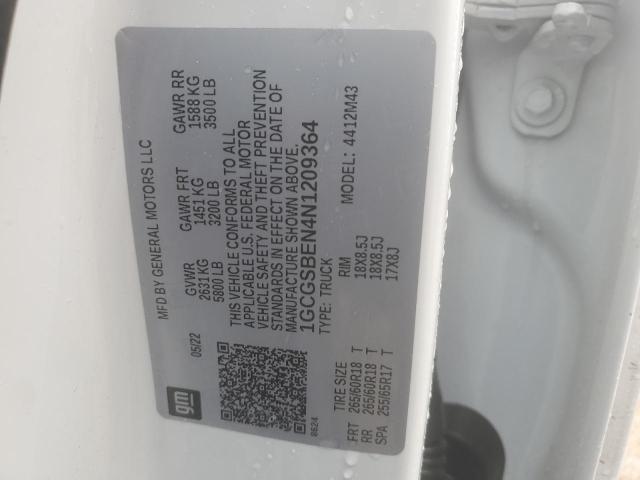 gm
05/22
MFD BY GENERAL MOTORS LLC
GVWR GAWR FRT GAWR RR
2631 KG 1451 KG 1588 KG
5800 LB 3200 LB 3500 LB
THIS VEHICLE CONFORMS TO ALL
APPLICABLE U.S. FEDERAL MOTOR
VEHICLE SAFETY AND THEFT PREVENTION
STANDARDS IN EFFECT ON THE DATE OF
MANUFACTURE SHOWN ABOVE.
1GCGSBEN4N1209364
TYPE: TRUCK MODEL: 4412M43
8624
TIRE SIZE RIM
FRT 265/60R18 T 18X8.5J
RR 265/60R18 T 18X8.5J
SPA 255/65R17 T 17X8J